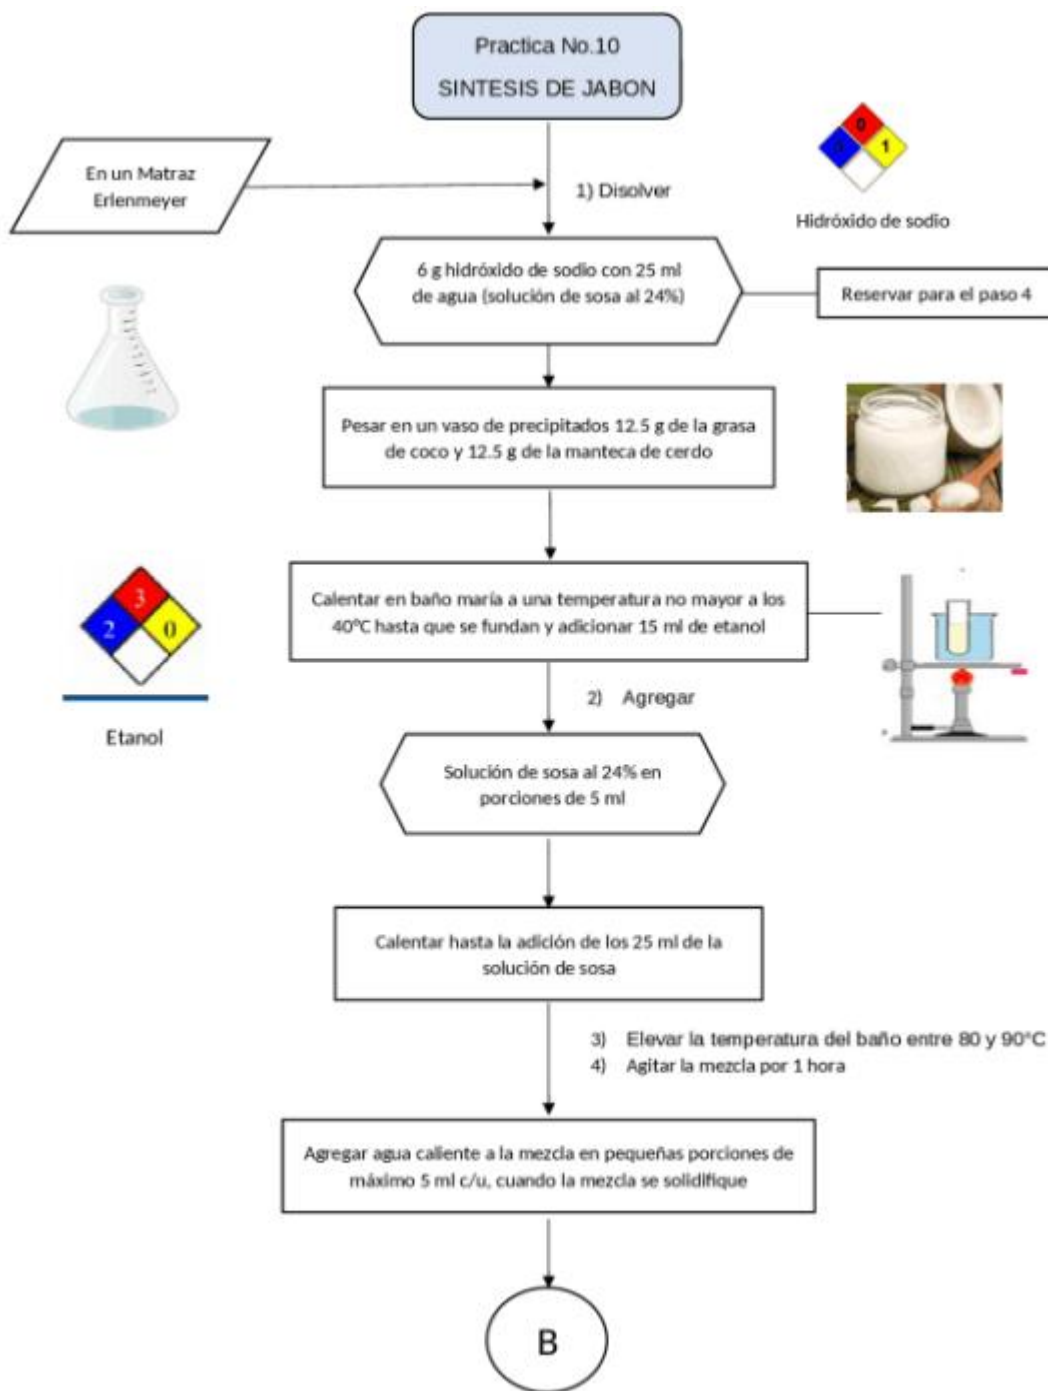 Practica No.10
SINTESIS DE JABON
En un Matraz
Erlenmeyer
1) Disolver
0
1
Hidróxido de sodio
6 g hidróxido de sodio con 25 ml
de agua (solución de sosa al 24%)
Reservar para el paso 4
Pesar en un vaso de precipitados 12.5 g de la grasa
de coco y 12.5 g de la manteca de cerdo
3
2
0
Etanol
Calentar en baño maría a una temperatura no mayor a los
40°C hasta que se fundan y adicionar 15 ml de etanol
2) Agregar
Solución de sosa al 24% en
porciones de 5 ml
Calentar hasta la adición de los 25 ml de la
solución de sosa
3) Elevar la temperatura del baño entre 80 y 90°C
4) Agitar la mezcla por 1 hora
Agregar agua caliente a la mezcla en pequeñas porciones de
máximo 5 ml c/u, cuando la mezcla se solidifique
B